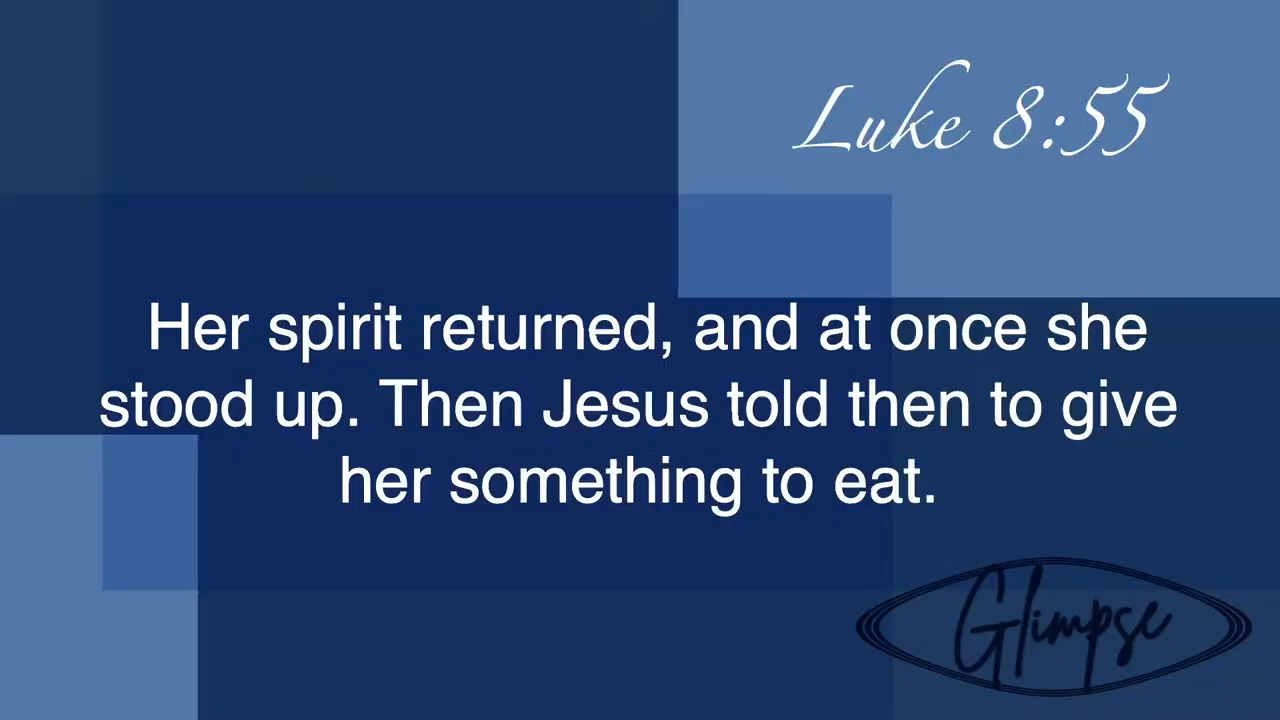 Luke 8:55
Her spirit returned, and at once she
stood up. Then Jesus told then to give
her something to eat.
Glimpse